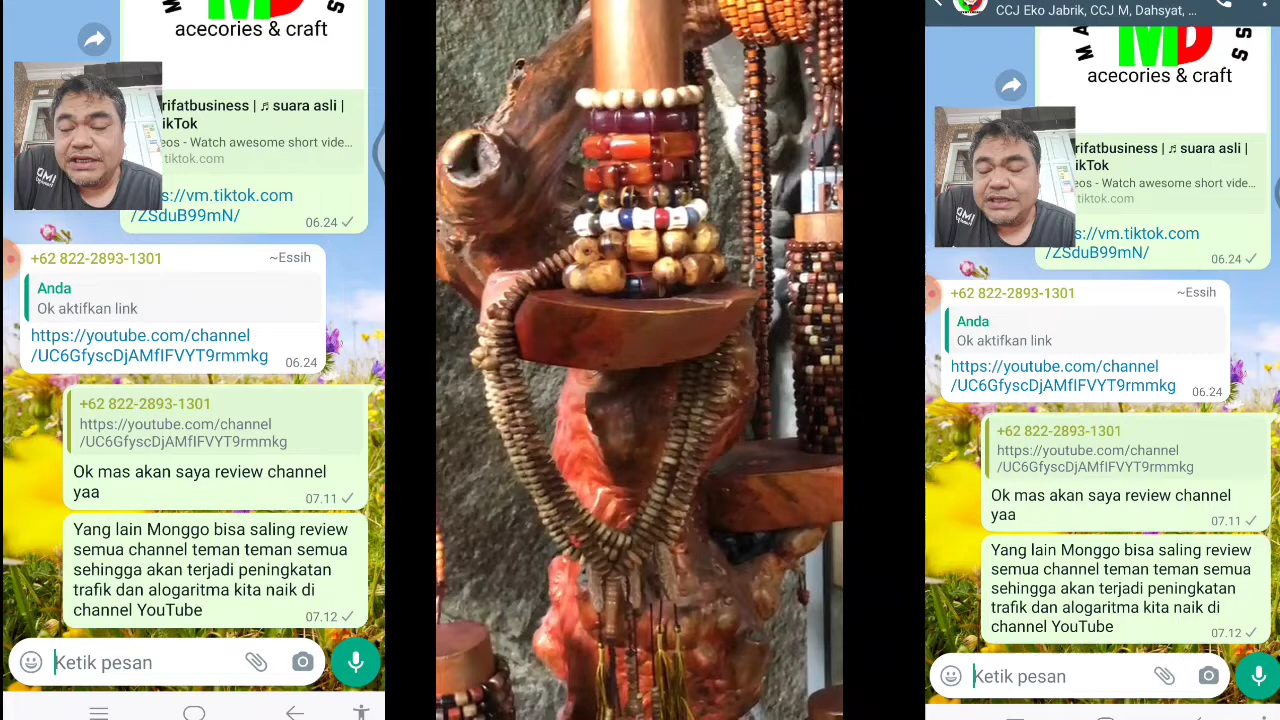 acecories & craft
rifatbusiness | ♬ suara asli |
ikTok
eos - Watch awesome short vide...
tiktok.com
s://vm.tiktok.com
/ZSduB99mN/
06.24
+62 822-2893-1301
~Essih
Anda
Ok aktifkan link
https://youtube.com/channel
/UC6GfyscDjAMfIFVYT9rmmkg
06.24
+62 822-2893-1301
https://youtube.com/channel
/UC6GfyscDjAMfIFVYT9rmmkg
Ok mas akan saya review channel
yaa
07.11
Yang lain Monggo bisa saling review
semua channel teman teman semua
sehingga akan terjadi peningkatan
trafik dan alogaritma kita naik di
channel YouTube
07.12
Ketik pesan
CCJ Eko Jabrik, CCJ M, Dahsyat, ...
MD
acecories & craft
rifatbusiness | ♬ suara asli |
ikTok
eos - Watch awesome short vide...
tiktok.com
s://vm.tiktok.com
/ZSduB99mN/
06.24
+62 822-2893-1301
~Essih
Anda
Ok aktifkan link
https://youtube.com/channel
/UC6GfyscDjAMfIFVYT9rmmkg
06.24
+62 822-2893-1301
https://youtube.com/channel
/UC6GfyscDjAMfIFVYT9rmmkg
Ok mas akan saya review channel
yaa
07.11
Yang lain Monggo bisa saling review
semua channel teman teman semua
sehingga akan terjadi peningkatan
trafik dan alogaritma kita naik di
channel YouTube
07.12
Ketik pesan